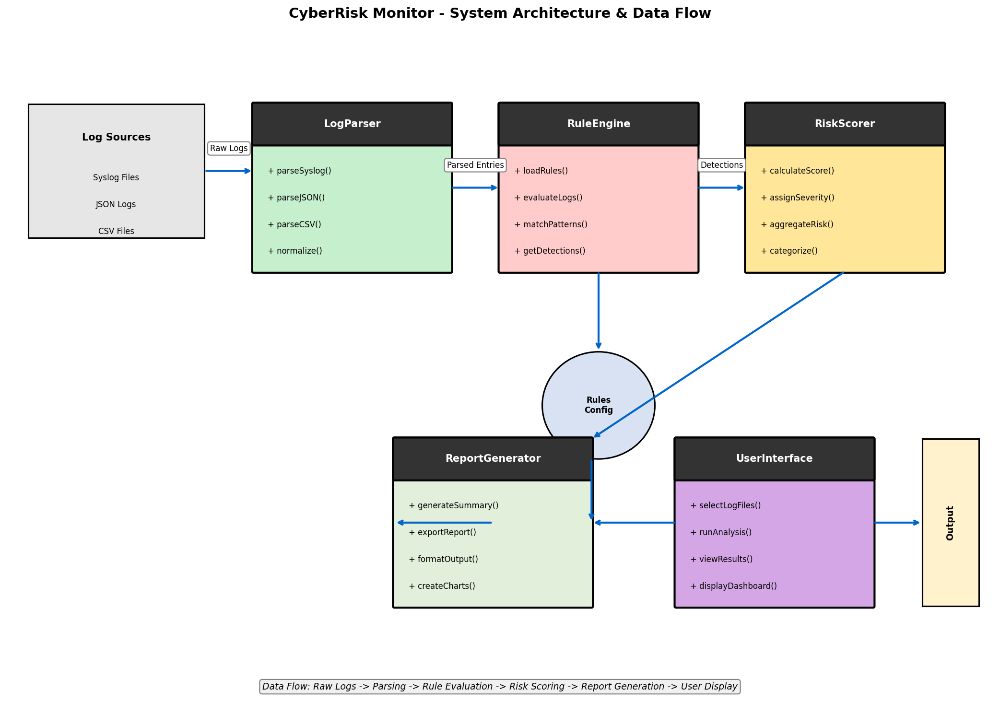 CyberRisk Monitor - System Architecture & Data Flow
Log Sources
Syslog Files
JSON Logs
CSV Files
Raw Logs
LogParser
+ parseSyslog()
+ parseJSON()
+ parseCSV()
+ normalize()
Parsed Entries
RuleEngine
+ loadRules()
+ evaluateLogs()
+ matchPatterns()
+ getDetections()
Detections
RiskScorer
+ calculateScore()
+ assignSeverity()
+ aggregateRisk()
+ categorize()
Rules
Config
ReportGenerator
+ generateSummary()
+ exportReport()
+ formatOutput()
+ createCharts()
UserInterface
+ selectLogFiles()
+ runAnalysis()
+ viewResults()
+ displayDashboard()
Output
Data Flow: Raw Logs -> Parsing -> Rule Evaluation -> Risk Scoring -> Report Generation -> User Display